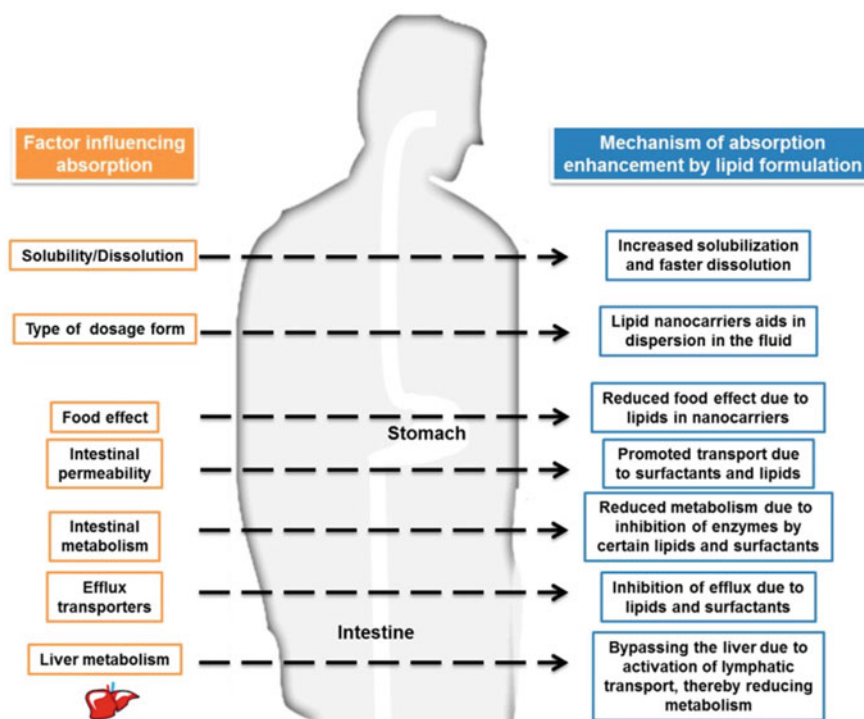 Factor influencing
absorption
Mechanism of absorption
enhancement by lipid formulation
Solubility/Dissolution
Increased solubilization
and faster dissolution
Type of dosage form
Lipid nanocarriers aids in
dispersion in the fluid
Food effect
Reduced food effect due to
lipids in nanocarriers
Stomach
Intestinal
permeability
Promoted transport due
to surfactants and lipids
Intestinal
metabolism
Reduced metabolism due to
inhibition of enzymes by
certain lipids and surfactants
Efflux
transporters
Inhibition of efflux due to
lipids and surfactants
Intestine
Liver metabolism
Bypassing the liver due to
activation of lymphatic
transport, thereby reducing
metabolism